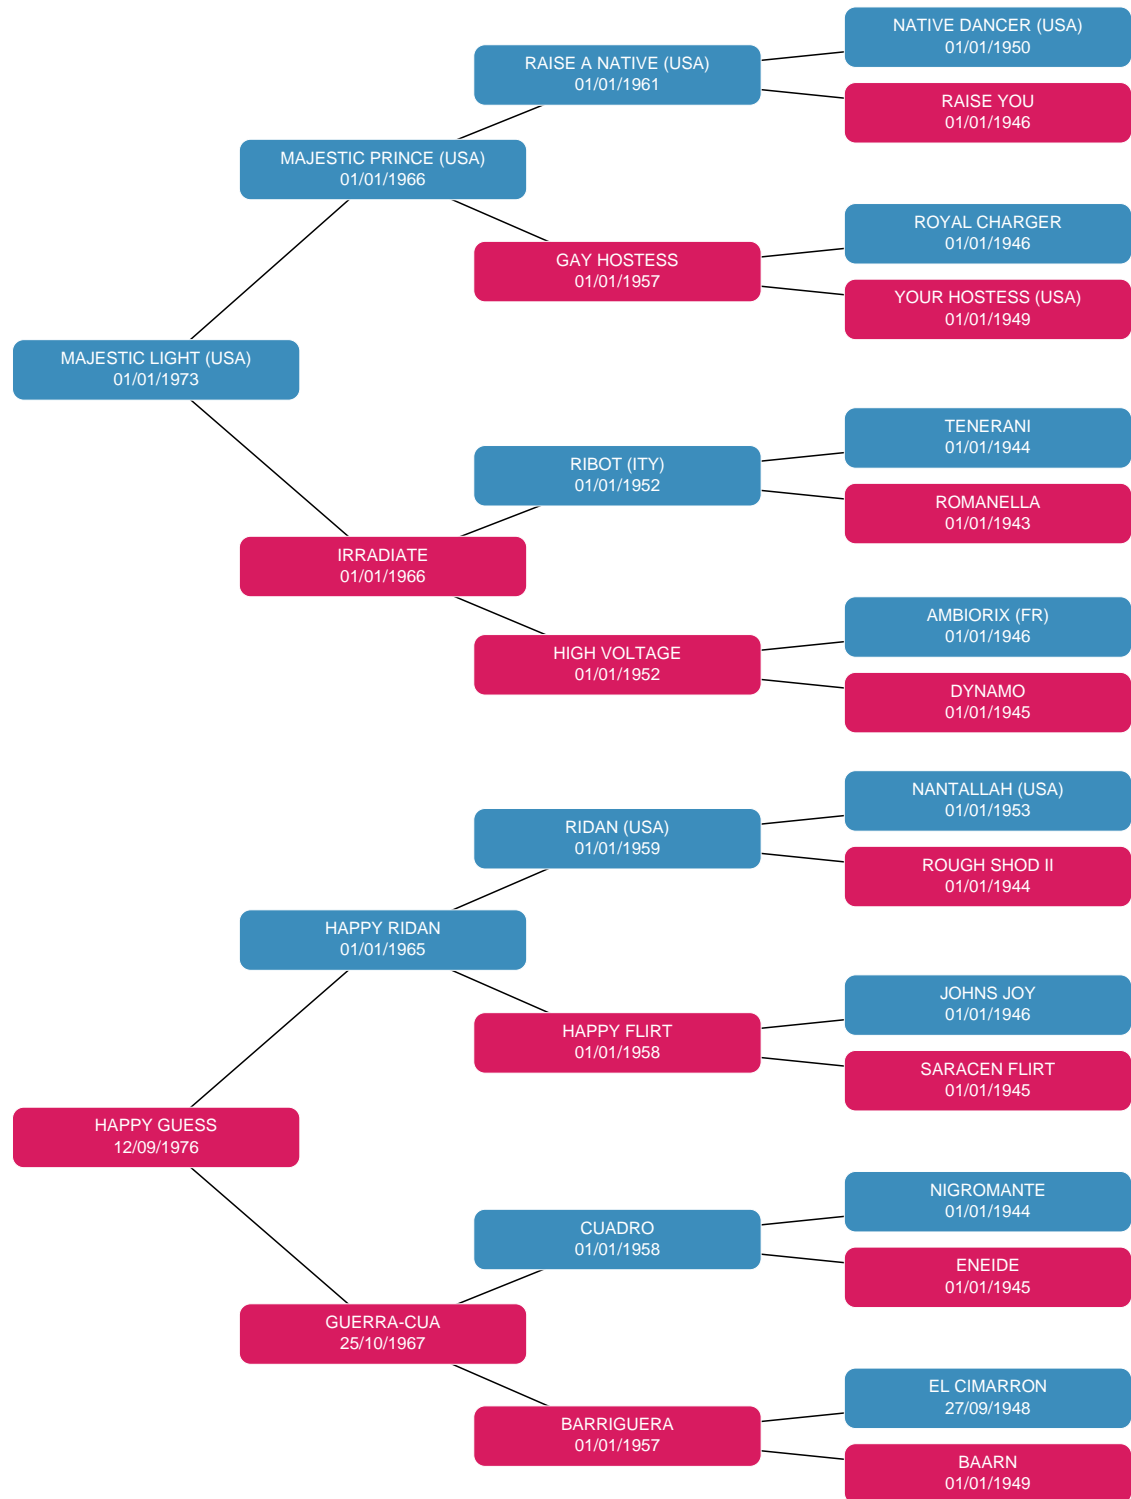 NATIVE DANCER (USA)
01/01/1950
RAISE A NATIVE (USA)
01/01/1961
RAISE YOU
01/01/1946
MAJESTIC PRINCE (USA)
01/01/1966
ROYAL CHARGER
01/01/1946
GAY HOSTESS
01/01/1957
YOUR HOSTESS (USA)
01/01/1949
MAJESTIC LIGHT (USA)
01/01/1973
TENERANI
01/01/1944
RIBOT (ITY)
01/01/1952
ROMANELLA
01/01/1943
IRRADIATE
01/01/1966
AMBIORIX (FR)
01/01/1946
HIGH VOLTAGE
01/01/1952
DYNAMO
01/01/1945
NANTALLAH (USA)
01/01/1953
RIDAN (USA)
01/01/1959
ROUGH SHOD II
01/01/1944
HAPPY RIDAN
01/01/1965
JOHNS JOY
01/01/1946
HAPPY FLIRT
01/01/1958
SARACEN FLIRT
01/01/1945
HAPPY GUESS
12/09/1976
NIGROMANTE
01/01/1944
CUADRO
01/01/1958
ENEIDE
01/01/1945
GUERRA-CUA
25/10/1967
EL CIMARRON
27/09/1948
BARRIGUERA
01/01/1957
BAARN
01/01/1949